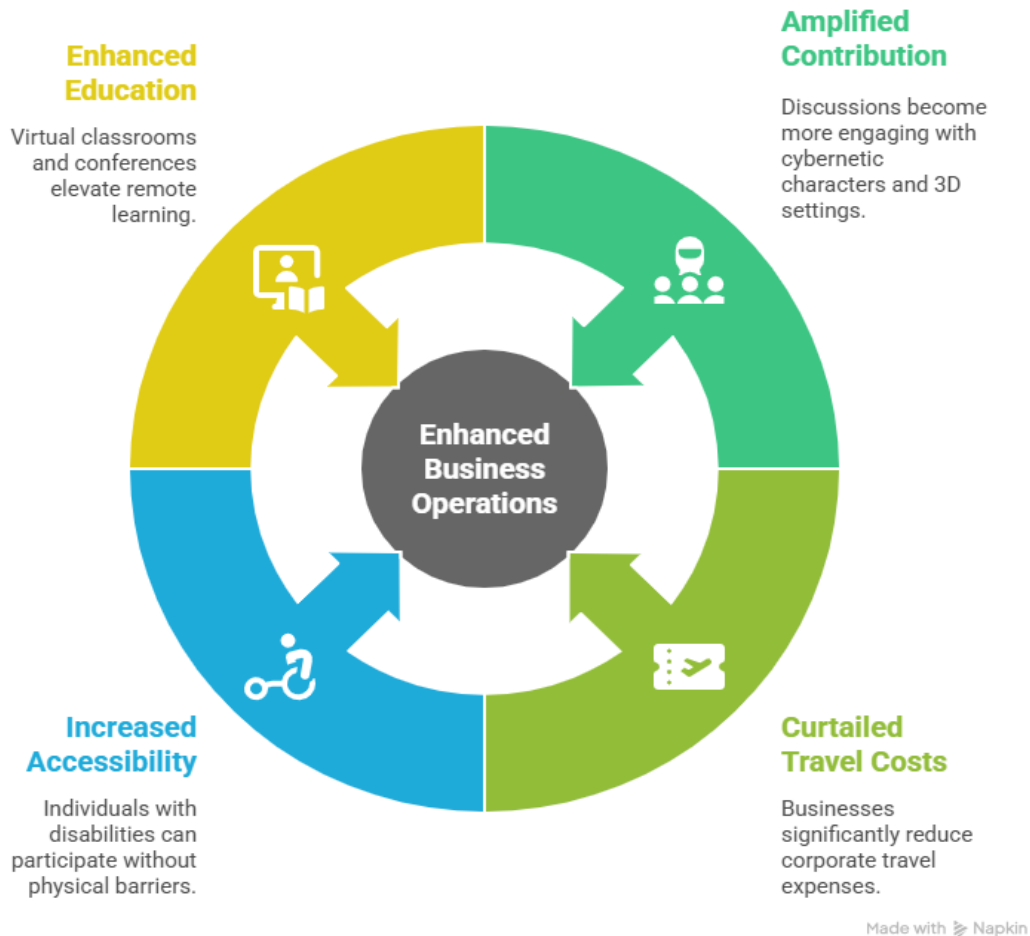 Enhanced
Education
Virtual classrooms
and conferences
elevate remote
learning.
Amplified
Contribution
Discussions become
more engaging with
cybernetic
characters and 3D
settings.
Enhanced
Business
Operations
Increased
Accessibility
Individuals with
disabilities can
participate without
physical barriers.
Curtailed
Travel Costs
Businesses
significantly reduce
corporate travel
expenses.
Made with Napkin